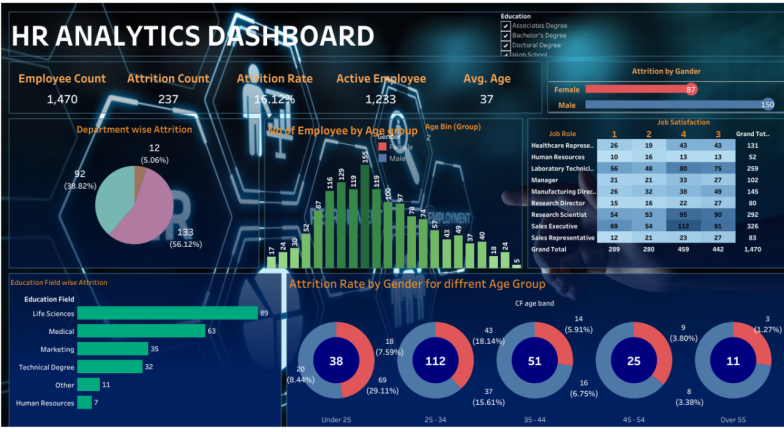 HR ANALYTICS DASHBOARD
Education
Associates Degree
Bachelor's Degree
Doctoral Degree
High School
Employee Count
Attrition Count
Attrition Rate
Active Employee
Avg. Age
1,470
237
16.12%
1,233
37
Attrition by Gander
Female 87
Male 150
Department wise Attrition
12
(5.06%)
92
(38.82%)
133
(56.12%)
No of Employee by Age group
Age Bin (Group)
2
Gender
Female
Male
17 24 30 52 87 116 129 119 155 119 100 97 78 74 57 43 49 37 40 18 24 5
Job Satisfaction
Job Role 1 2 4 3 Grand Tot..
Healthcare Represe.. 26 19 43 43 131
Human Resources 10 16 13 13 52
Laboratory Technici.. 56 48 80 75 259
Manager 21 21 33 27 102
Manufacturing Direc.. 26 32 38 49 145
Research Director 15 16 22 27 80
Research Scientist 54 53 95 90 292
Sales Executive 69 54 112 91 326
Sales Representative 12 21 23 27 83
Grand Total 289 280 459 442 1,470
Education Field wise Attrition
Education Field
Life Sciences 89
Medical 63
Marketing 35
Technical Degree 32
Other 11
Human Resources 7
Attrition Rate by Gender for diffrent Age Group
CF age band
38
20
(8.44%)
18
(7.59%)
Under 25
112
43
(18.14%)
69
(29.11%)
25 - 34
51
14
(5.91%)
37
(15.61%)
35 - 44
25
9
(3.80%)
16
(6.75%)
45 - 54
11
3
(1.27%)
8
(3.38%)
Over 55